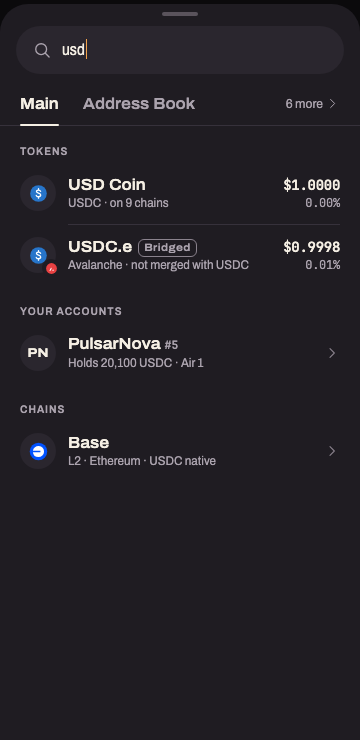 usd
Main
Address Book
6 more
TOKENS
USD Coin
$1.0000
USDC · on 9 chains
0.00%
USDC.e Bridged
$0.9998
Avalanche · not merged with USDC
0.01%
YOUR ACCOUNTS
PN
PulsarNova #5
Holds 20,100 USDC · Air 1
CHAINS
Base
L2 · Ethereum · USDC native